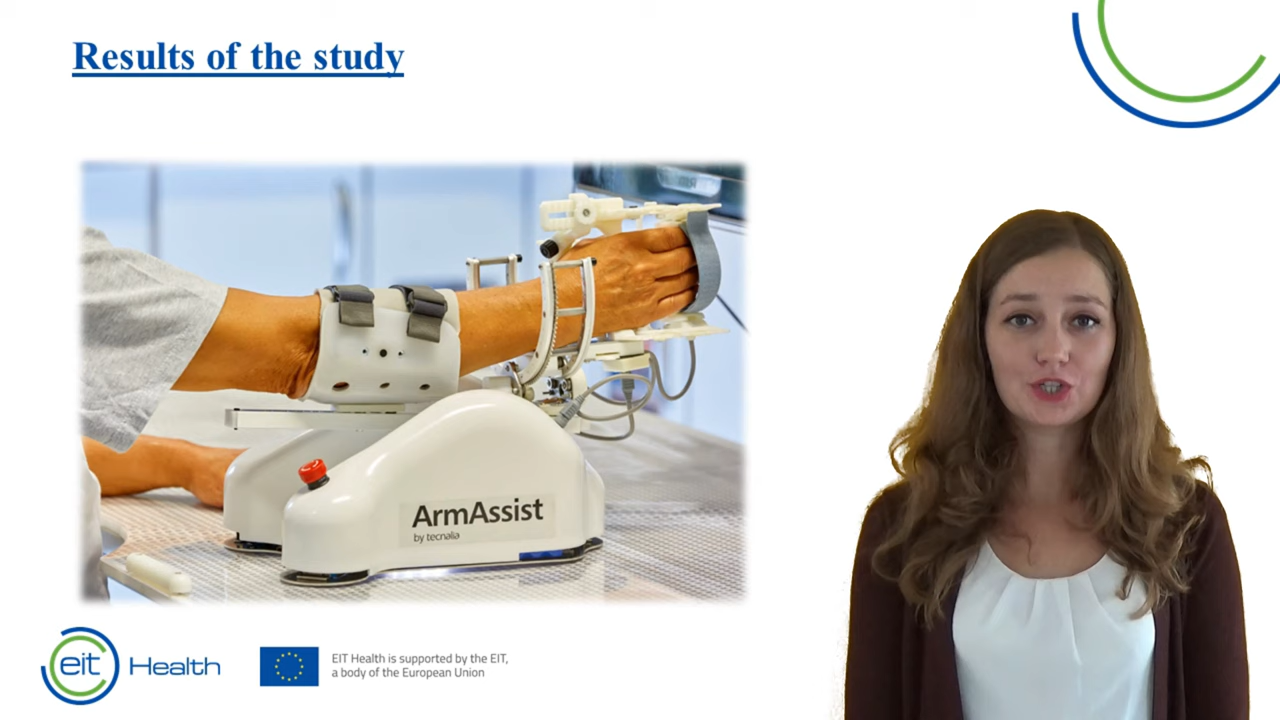 Results of the study
ArmAssist
by tecnalia
eit Health
EIT Health is supported by the EIT,
a body of the European Union